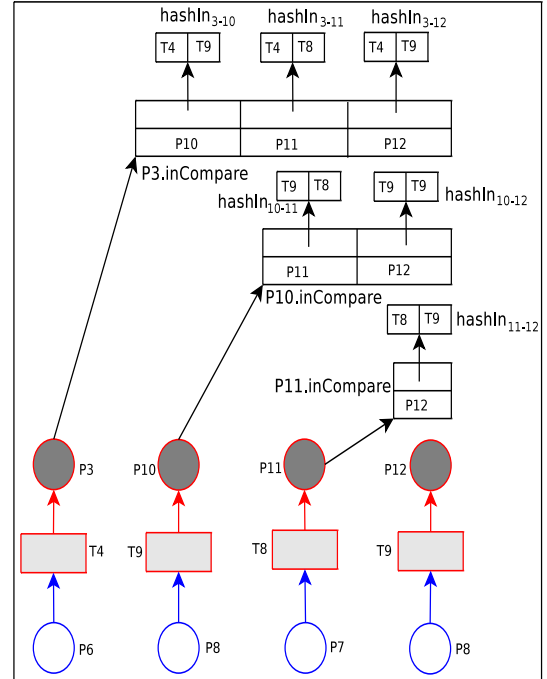 hashIn3-10 hashIn3-11 hashIn3-12
T4 T9 T4 T8 T4 T9
P10 P11 P12
P3.inCompare
T9 T8 T9 T9
hashIn10-11 hashIn10-12
P11 P12
P10.inCompare
T8 T9 hashIn11-12
P11.inCompare
P12
P3 P10 P11 P12
T4 T9 T8 T9
P6 P8 P7 P8